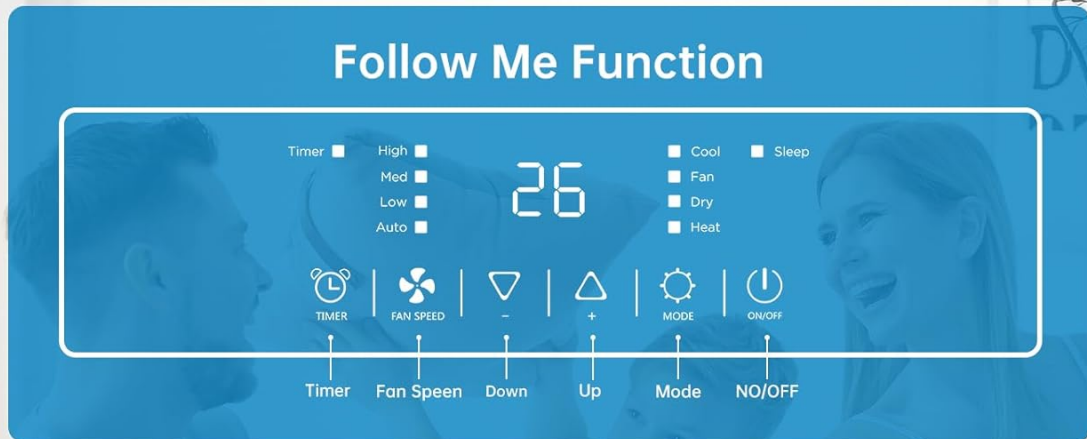 Follow Me Function
Timer
High
Med
Low
Auto
26
Cool
Fan
Dry
Heat
Sleep
TIMER
FAN SPEED
−
+
MODE
ON/OFF
Timer
Fan Speen
Down
Up
Mode
NO/OFF